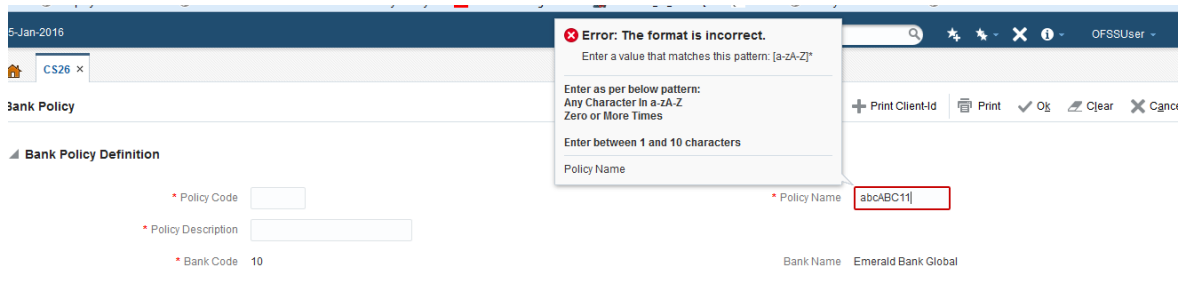 5-Jan-2016
OFSSUser
CS26 ×
Error: The format is incorrect.
Enter a value that matches this pattern: [a-zA-Z]*
Enter as per below pattern:
Any Character In a-zA-Z
Zero or More Times
Enter between 1 and 10 characters
Policy Name
Bank Policy
Print Client-Id Print Ok Clear Cance
Bank Policy Definition
* Policy Code
* Policy Name abcABC11
* Policy Description
* Bank Code 10
Bank Name Emerald Bank Global